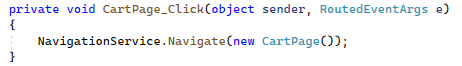 private void CartPage_Click(object sender, RoutedEventArgs e)
{
    NavigationService.Navigate(new CartPage());
}